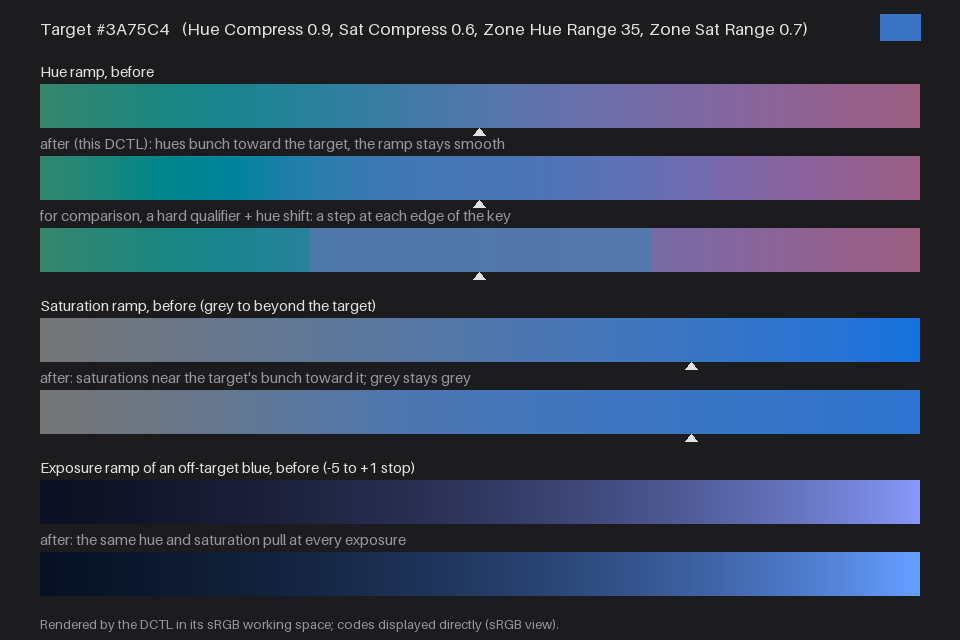 Target #3A75C4 (Hue Compress 0.9, Sat Compress 0.6, Zone Hue Range 35, Zone Sat Range 0.7)
Hue ramp, before
after (this DCTL): hues bunch toward the target, the ramp stays smooth
for comparison, a hard qualifier + hue shift: a step at each edge of the key
Saturation ramp, before (grey to beyond the target)
after: saturations near the target's bunch toward it; grey stays grey
Exposure ramp of an off-target blue, before (-5 to +1 stop)
after: the same hue and saturation pull at every exposure
Rendered by the DCTL in its sRGB working space; codes displayed directly (sRGB view).